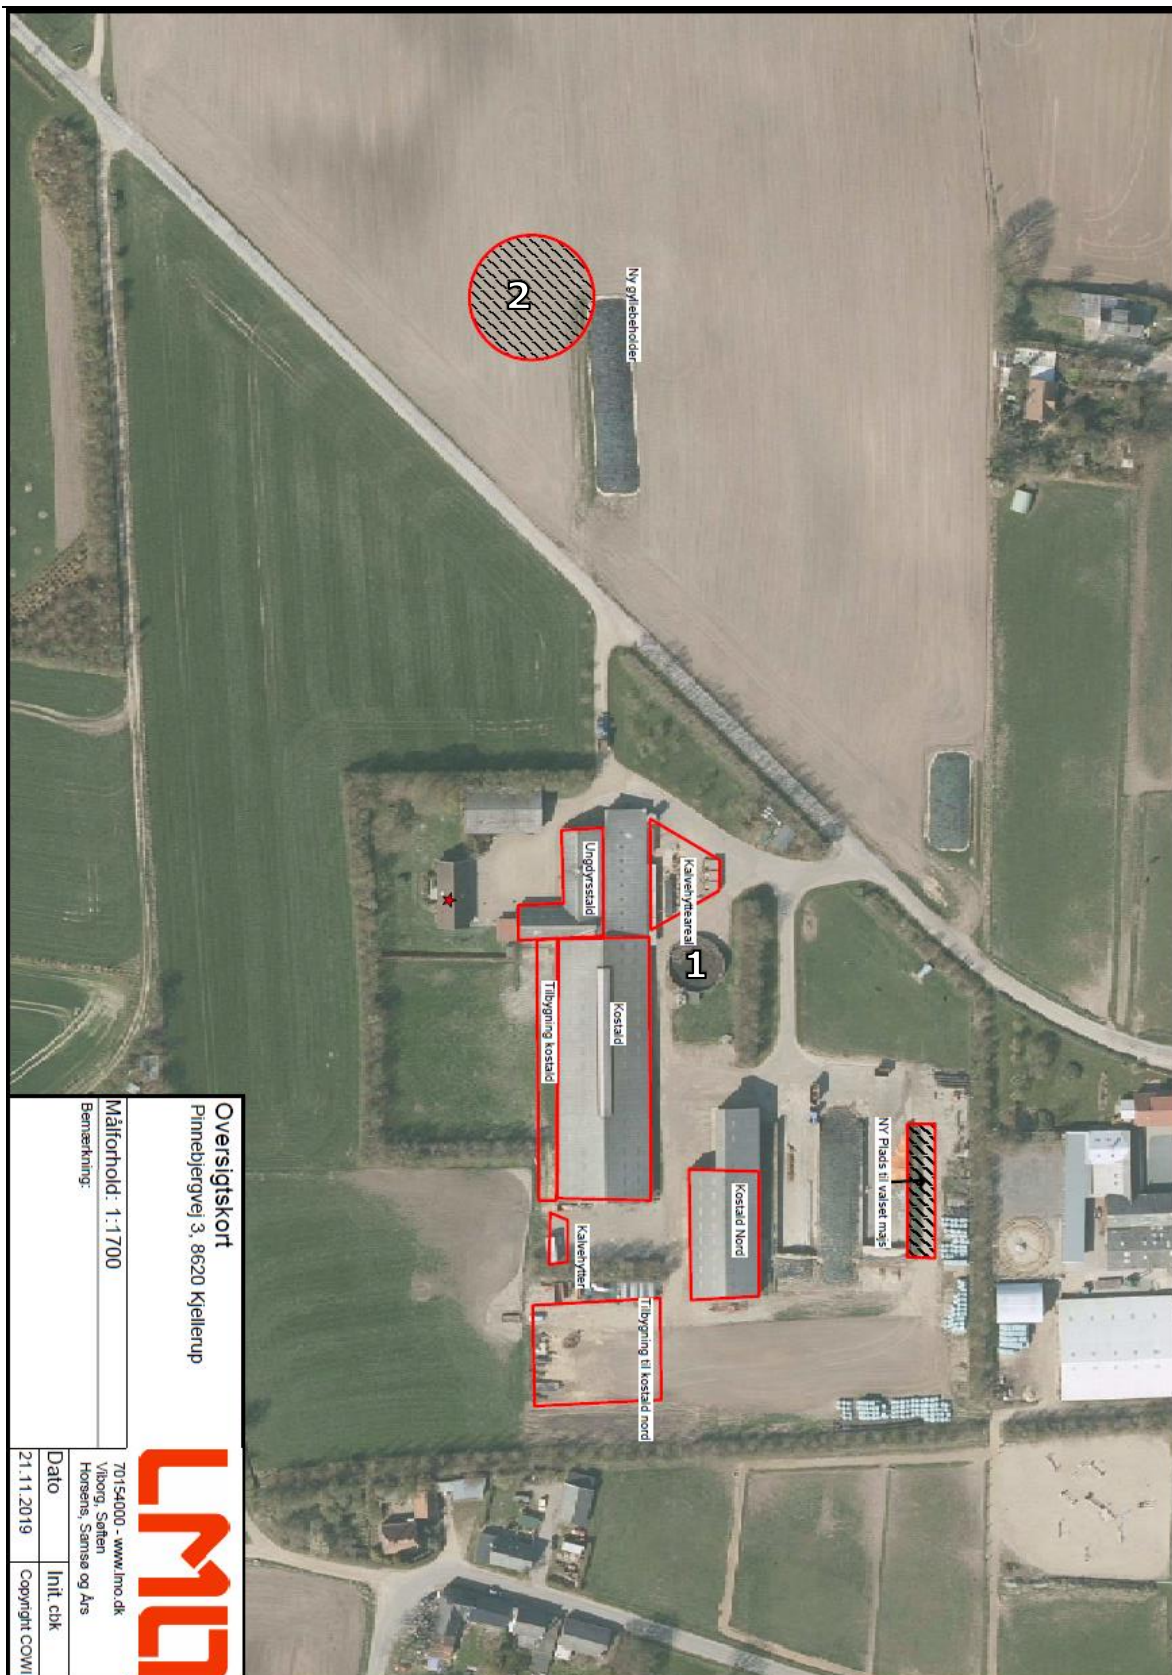 Ny gyllebeholder
2
Kalvehytteareal
1
Ungdyrsstald
Kostald
Tilbygning kostald
NY Plads til valset majs
Kostald Nord
Kalvehytter
Tilbygning til kostald nord
Oversigtskort
Pinnebjergvej 3, 8620 Kjellerup
Målforhold: 1:1700
Bemærkning:
LMO
70154000 - www.lmo.dk
Viborg, Søften
Horsens, Samsø og Års
Dato
Init. cbk
21.11.2019
Copyright COWI